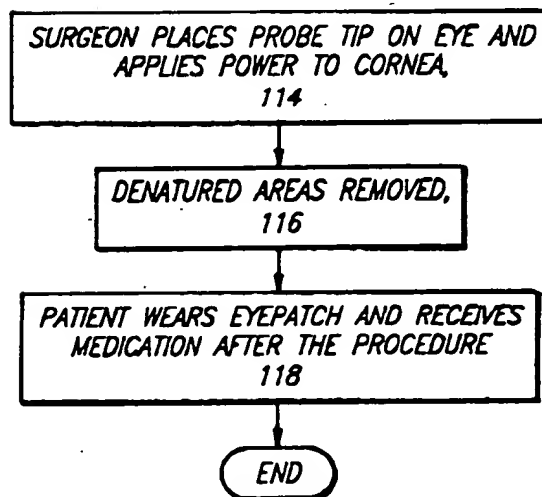 SURGEON PLACES PROBE TIP ON EYE AND
APPLIES POWER TO CORNEA,
114
DENATURED AREAS REMOVED,
116
PATIENT WEARS EYEPATCH AND RECEIVES
MEDICATION AFTER THE PROCEDURE
118
END